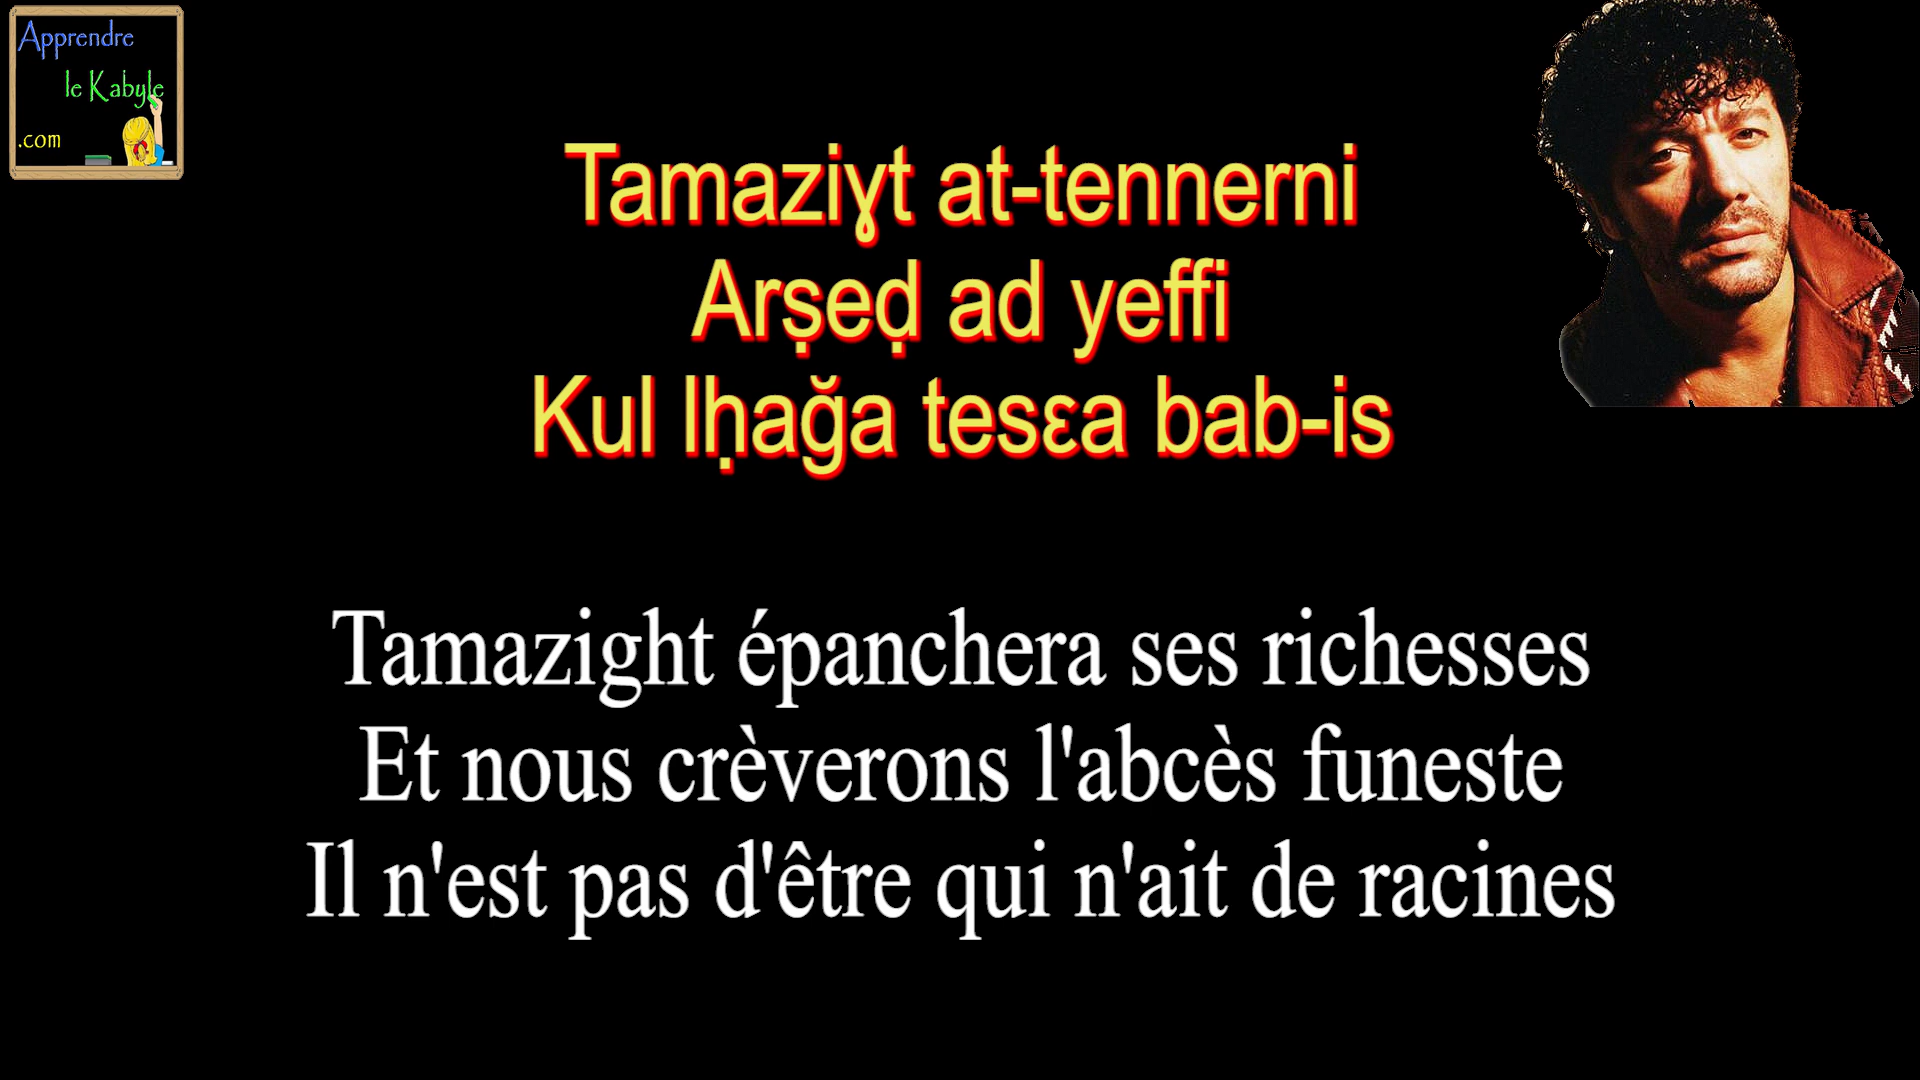 Apprendre
le Kabyle
.com
Tamaziɣt at-tennerni
Arṣeḍ ad yeffi
Kul lḥağa tesɛa bab-is
Tamazight épanchera ses richesses
Et nous crèverons l'abcès funeste
Il n'est pas d'être qui n'ait de racines